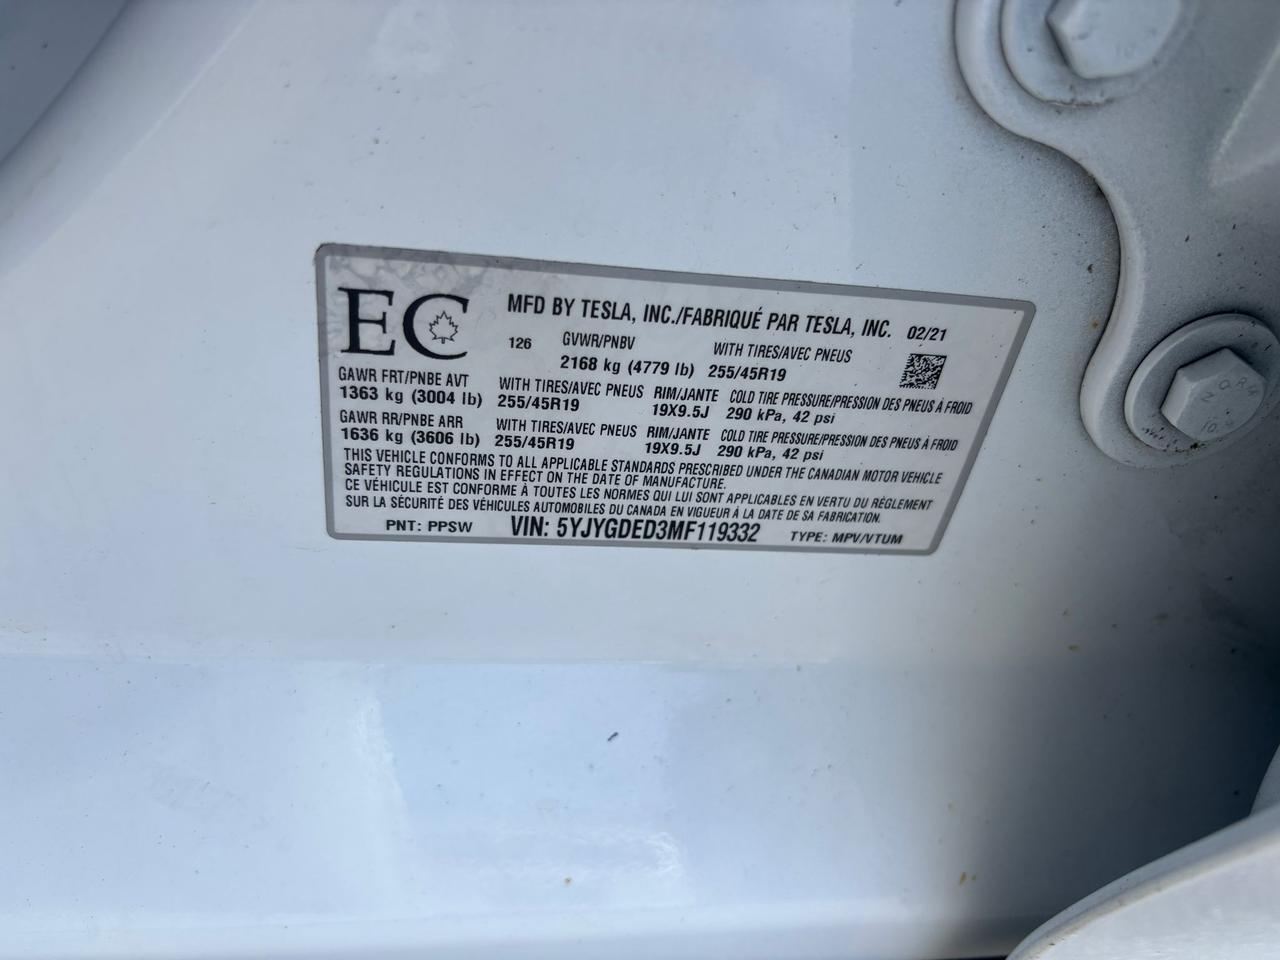 EC
MFD BY TESLA, INC./FABRIQUÉ PAR TESLA, INC. 02/21
126 GVWR/PNBV WITH TIRES/AVEC PNEUS
2168 kg (4779 lb) 255/45R19
GAWR FRT/PNBE AVT WITH TIRES/AVEC PNEUS RIM/JANTE COLD TIRE PRESSURE/PRESSION DES PNEUS À FROID
1363 kg (3004 lb) 255/45R19 19X9.5J 290 kPa, 42 psi
GAWR RR/PNBE ARR WITH TIRES/AVEC PNEUS RIM/JANTE COLD TIRE PRESSURE/PRESSION DES PNEUS À FROID
1636 kg (3606 lb) 255/45R19 19X9.5J 290 kPa, 42 psi
THIS VEHICLE CONFORMS TO ALL APPLICABLE STANDARDS PRESCRIBED UNDER THE CANADIAN MOTOR VEHICLE
SAFETY REGULATIONS IN EFFECT ON THE DATE OF MANUFACTURE.
CE VÉHICULE EST CONFORME À TOUTES LES NORMES QUI LUI SONT APPLICABLES EN VERTU DU RÈGLEMENT
SUR LA SÉCURITÉ DES VÉHICULES AUTOMOBILES DU CANADA EN VIGUEUR À LA DATE DE SA FABRICATION.
PNT: PPSW VIN: 5YJYGDED3MF119332 TYPE: MPV/VTUM